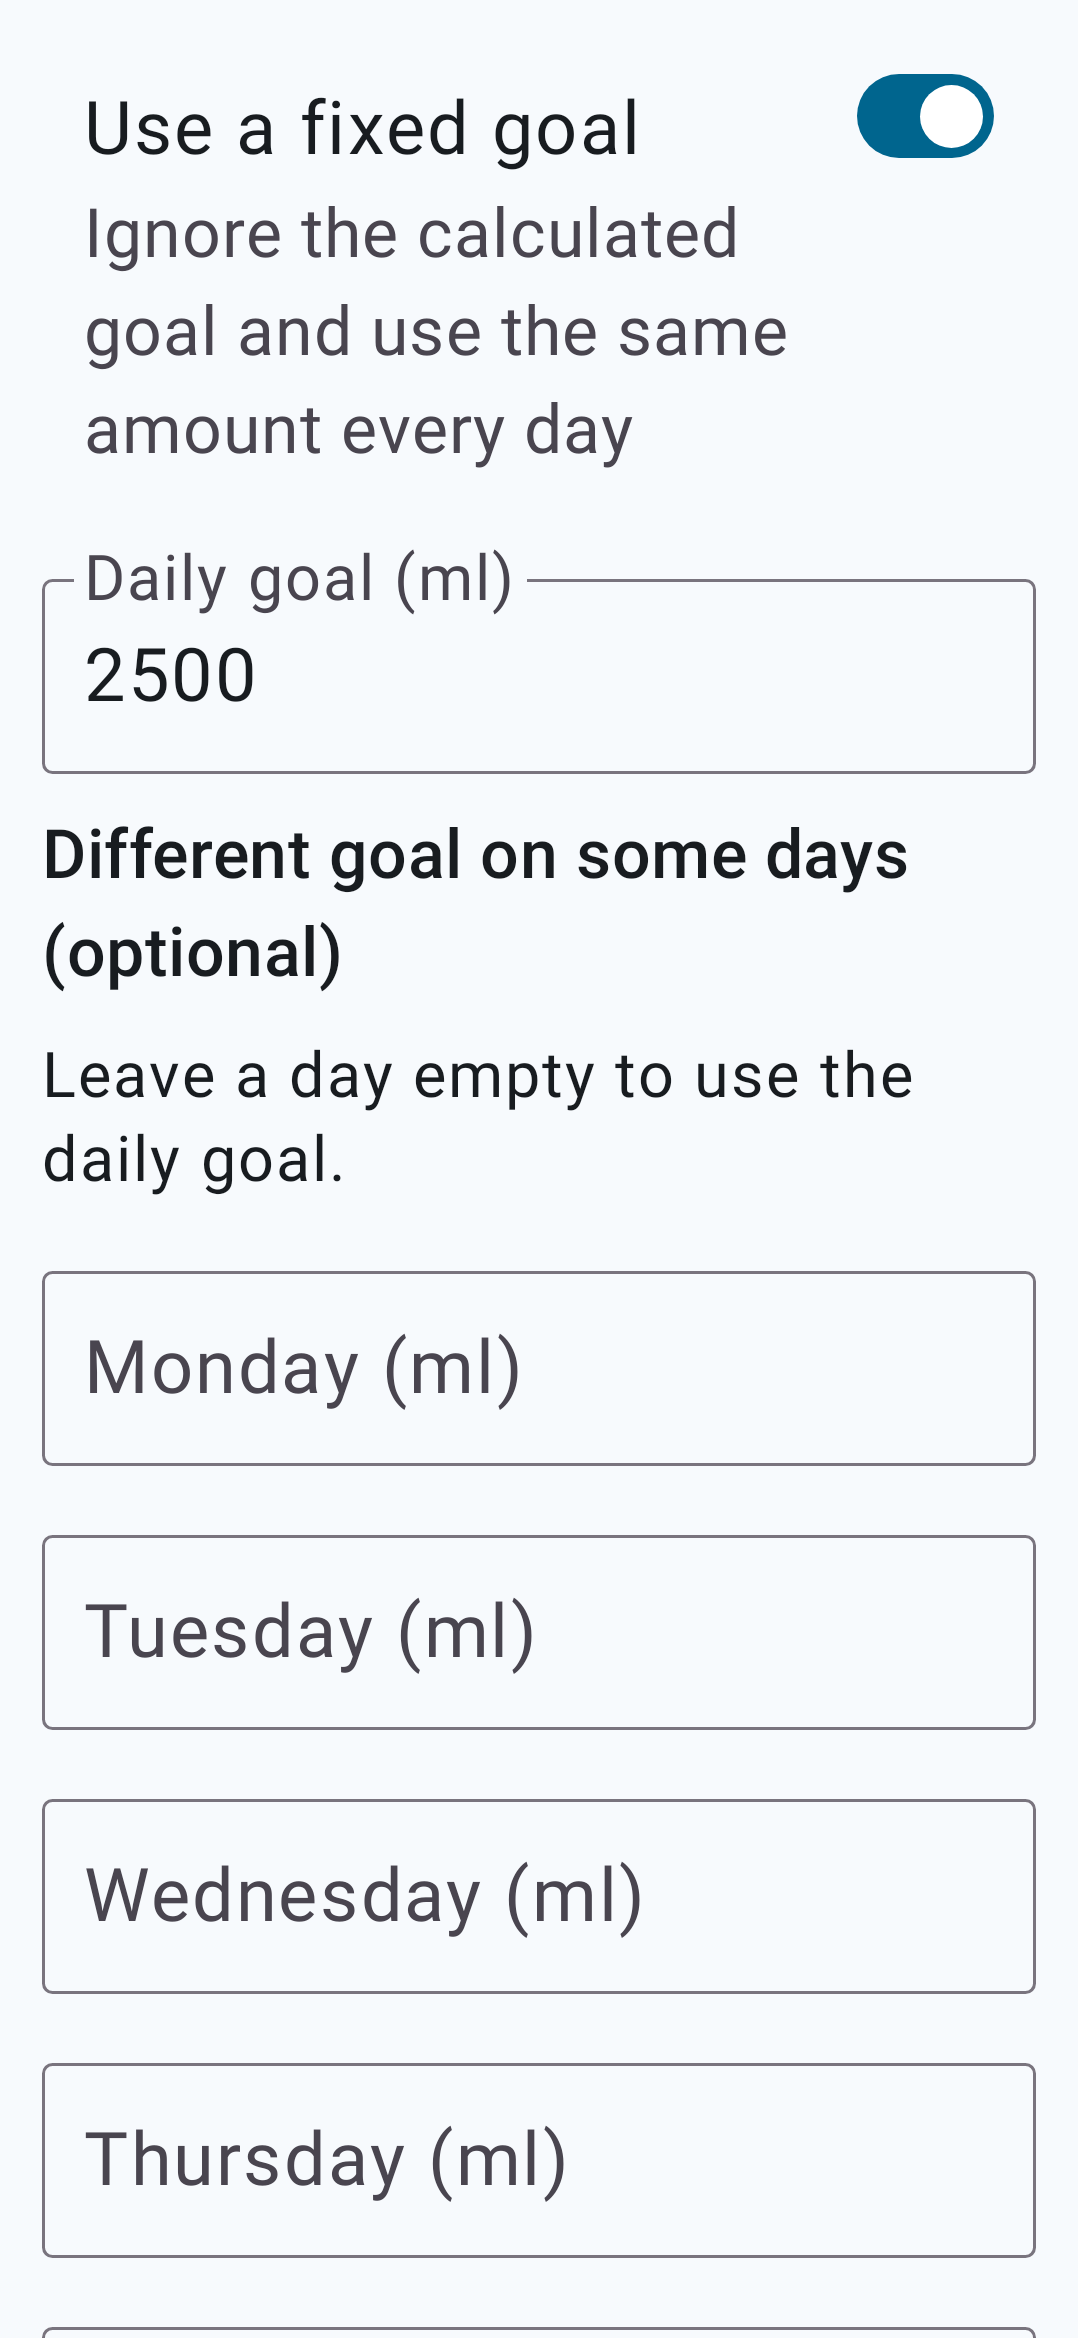 Use a fixed goal
Ignore the calculated
goal and use the same
amount every day
Daily goal (ml)
2500
Different goal on some days
(optional)
Leave a day empty to use the
daily goal.
Monday (ml)
Tuesday (ml)
Wednesday (ml)
Thursday (ml)